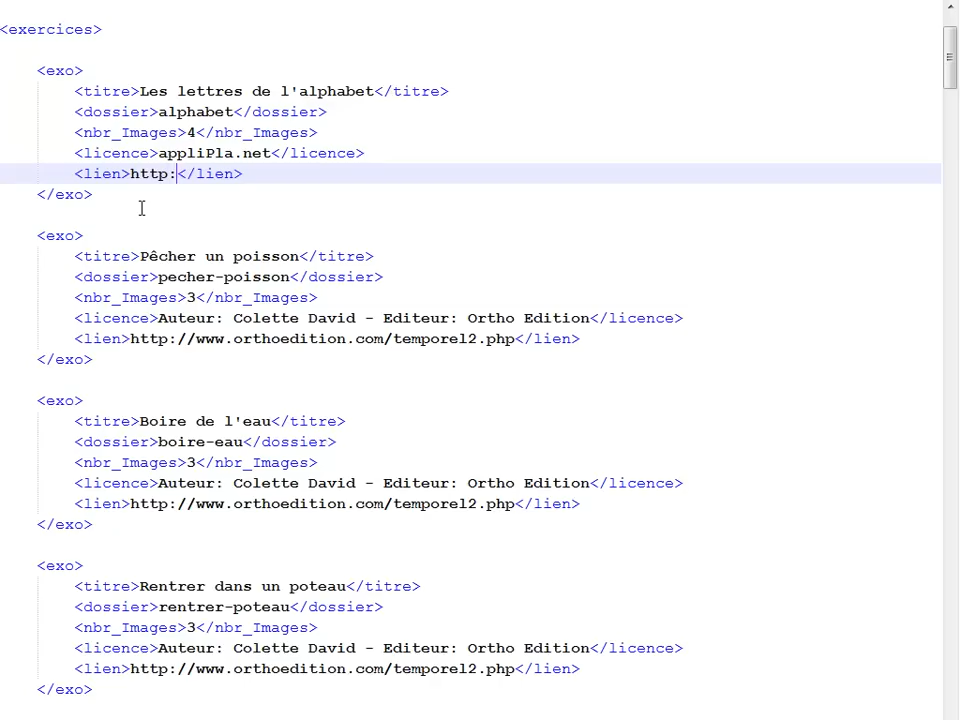 <exercices>
<exo>
<titre>Les lettres de l'alphabet</titre>
<dossier>alphabet</dossier>
<nbr_Images>4</nbr_Images>
<licence>appliPla.net</licence>
<lien>http:</lien>
</exo>
<exo>
<titre>Pêcher un poisson</titre>
<dossier>pecher-poisson</dossier>
<nbr_Images>3</nbr_Images>
<licence>Auteur: Colette David - Editeur: Ortho Edition</licence>
<lien>http://www.orthoedition.com/temporel2.php</lien>
</exo>
<exo>
<titre>Boire de l'eau</titre>
<dossier>boire-eau</dossier>
<nbr_Images>3</nbr_Images>
<licence>Auteur: Colette David - Editeur: Ortho Edition</licence>
<lien>http://www.orthoedition.com/temporel2.php</lien>
</exo>
<exo>
<titre>Rentrer dans un poteau</titre>
<dossier>rentrer-poteau</dossier>
<nbr_Images>3</nbr_Images>
<licence>Auteur: Colette David - Editeur: Ortho Edition</licence>
<lien>http://www.orthoedition.com/temporel2.php</lien>
</exo>